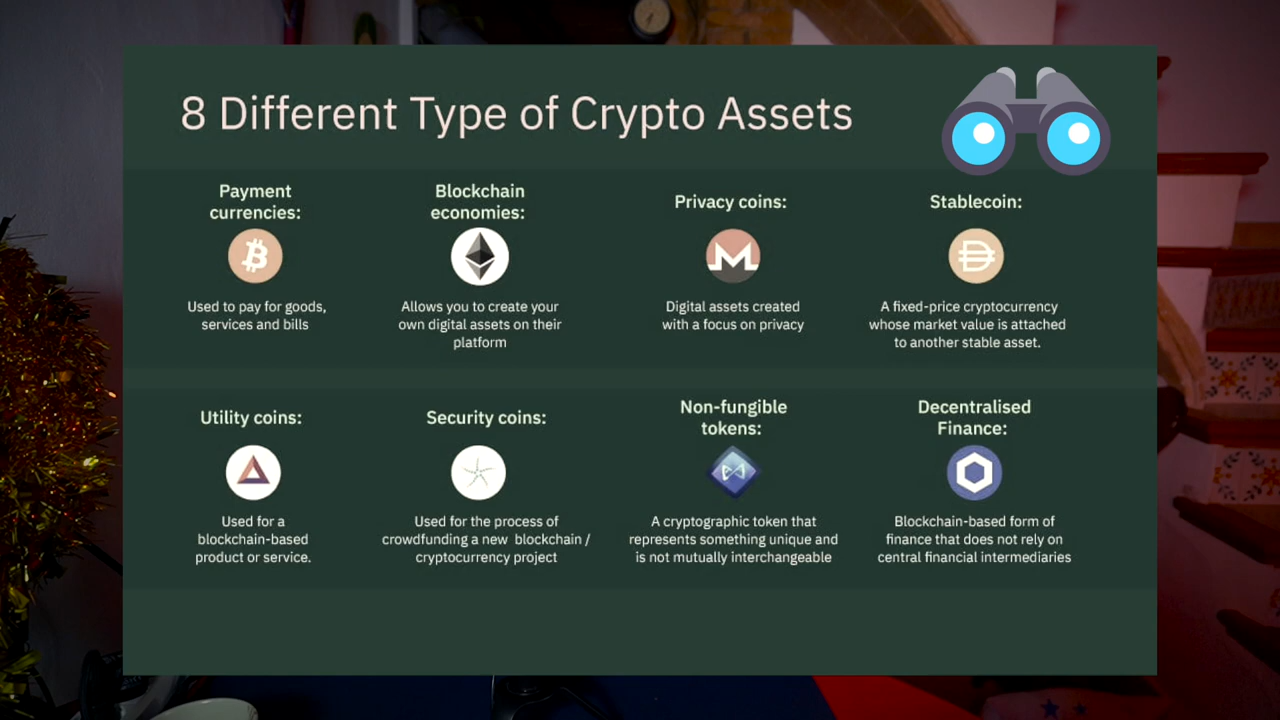 8 Different Type of Crypto Assets
Payment
currencies:
Used to pay for goods,
services and bills
Blockchain
economies:
Allows you to create your
own digital assets on their
platform
Privacy coins:
Digital assets created
with a focus on privacy
Stablecoin:
A fixed-price cryptocurrency
whose market value is attached
to another stable asset.
Utility coins:
Used for a
blockchain-based
product or service.
Security coins:
Used for the process of
crowdfunding a new  blockchain /
cryptocurrency project
Non-fungible
tokens:
A cryptographic token that
represents something unique and
is not mutually interchangeable
Decentralised
Finance:
Blockchain-based form of
finance that does not rely on
central financial intermediaries